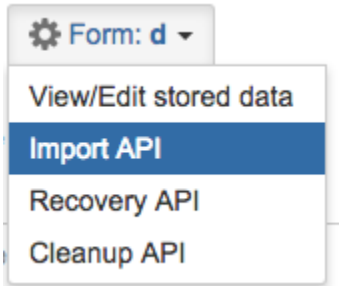 Form: d
View/Edit stored data
Import API
Recovery API
Cleanup API